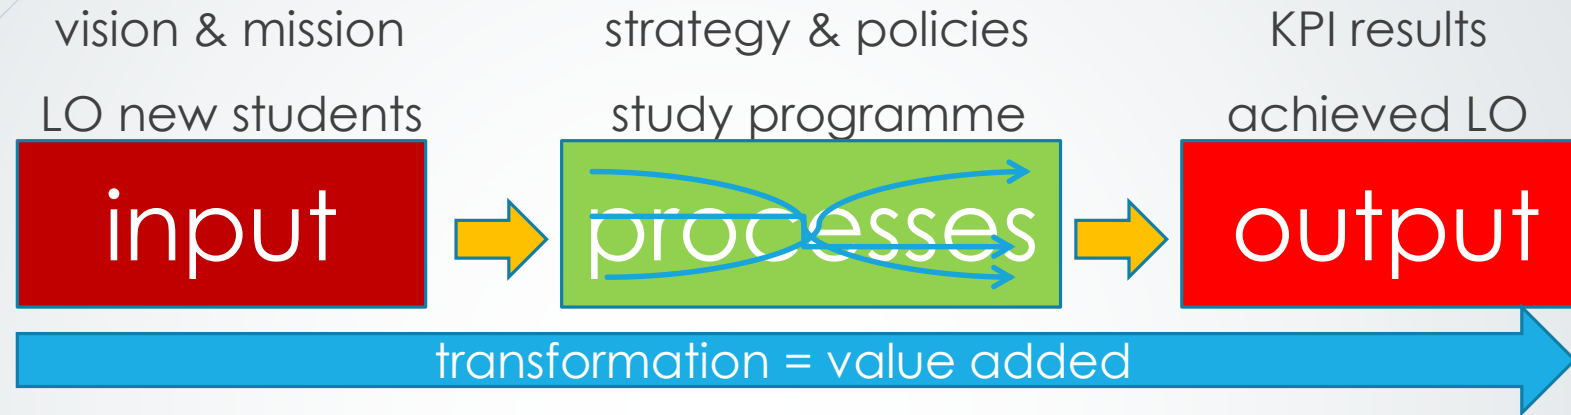 vision & mission
strategy & policies
KPI results
LO new students
study programme
achieved LO
input
processes
output
transformation = value added